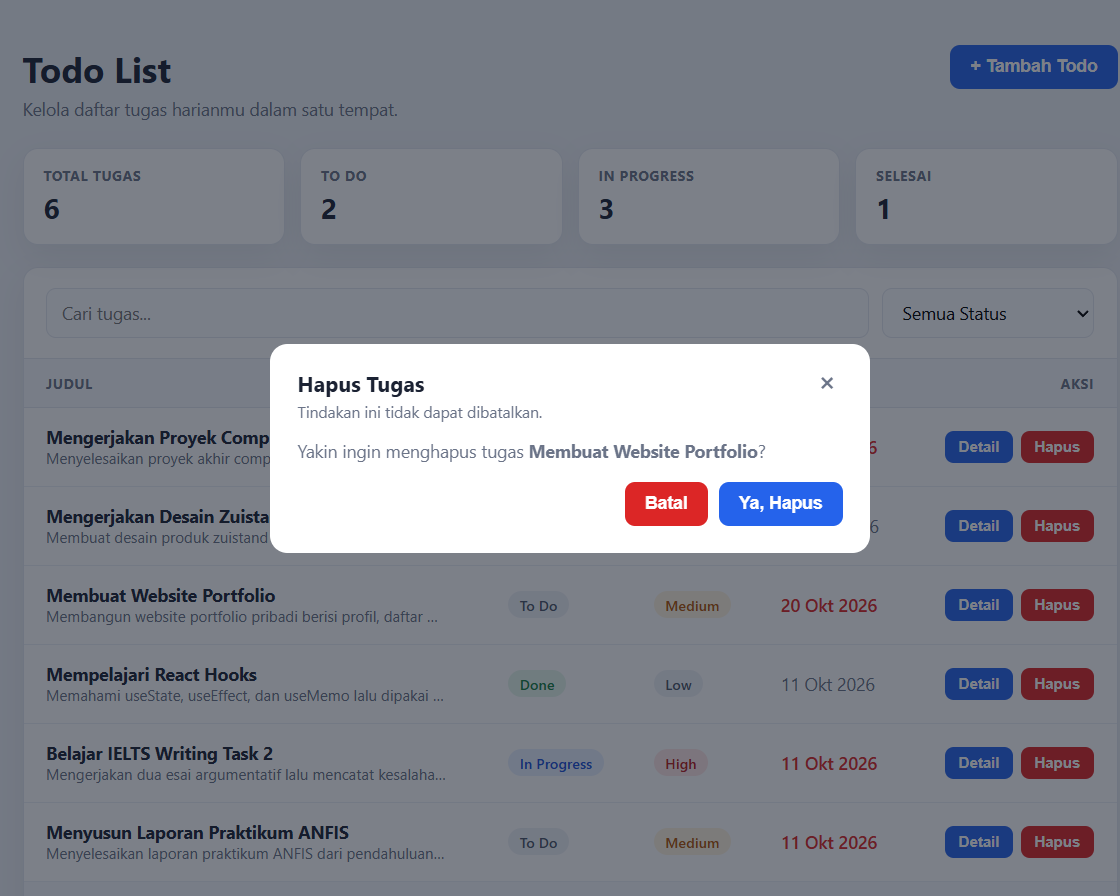 Todo List
+ Tambah Todo
Kelola daftar tugas harianmu dalam satu tempat.
TOTAL TUGAS
6
TO DO
2
IN PROGRESS
3
SELESAI
1
Cari tugas...
Semua Status
JUDUL
AKSI
Hapus Tugas
×
Tindakan ini tidak dapat dibatalkan.
Yakin ingin menghapus tugas Membuat Website Portfolio?
Batal
Ya, Hapus
Mengerjakan Proyek Comp
Menyelesaikan proyek akhir comp
6
Detail
Hapus
Mengerjakan Desain Zuista
Membuat desain produk zuistand
6
Detail
Hapus
Membuat Website Portfolio
Membangun website portfolio pribadi berisi profil, daftar ...
To Do
Medium
20 Okt 2026
Detail
Hapus
Mempelajari React Hooks
Memahami useState, useEffect, dan useMemo lalu dipakai ...
Done
Low
11 Okt 2026
Detail
Hapus
Belajar IELTS Writing Task 2
Mengerjakan dua esai argumentatif lalu mencatat kesalaha...
In Progress
High
11 Okt 2026
Detail
Hapus
Menyusun Laporan Praktikum ANFIS
Menyelesaikan laporan praktikum ANFIS dari pendahuluan...
To Do
Medium
11 Okt 2026
Detail
Hapus